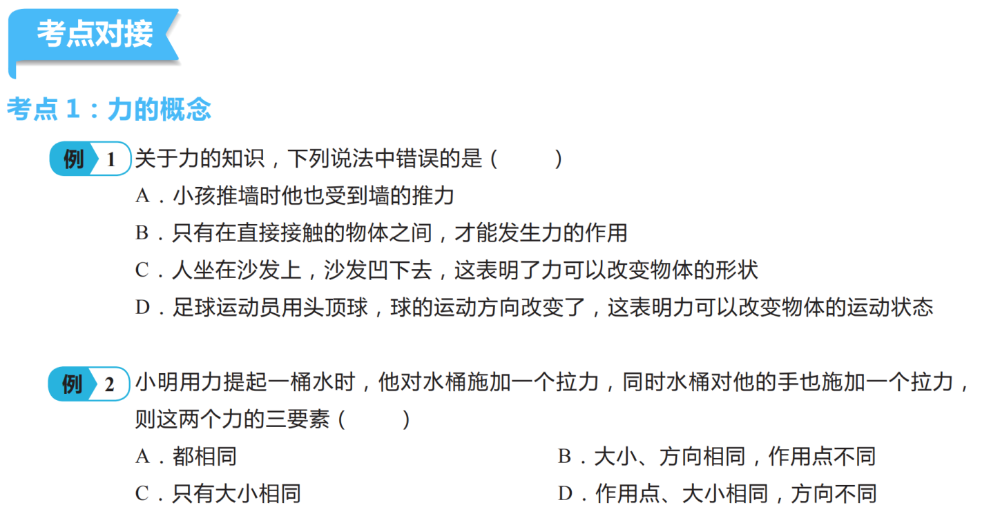 考点对接
考点1：力的概念
例 1 关于力的知识，下列说法中错误的是（　　）
A．小孩推墙时他也受到墙的推力
B．只有在直接接触的物体之间，才能发生力的作用
C．人坐在沙发上，沙发凹下去，这表明了力可以改变物体的形状
D．足球运动员用头顶球，球的运动方向改变了，这表明力可以改变物体的运动状态
例 2 小明用力提起一桶水时，他对水桶施加一个拉力，同时水桶对他的手也施加一个拉力，
则这两个力的三要素（　　）
A．都相同　　B．大小、方向相同，作用点不同
C．只有大小相同　　D．作用点、大小相同，方向不同